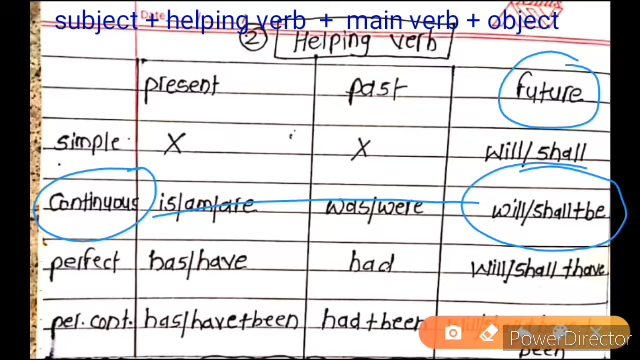 subject + helping verb + main verb + object
Date
② Helping verb
present past future
simple X X will/shall
continuous is/am/are was/were will/shall+be
perfect has/have had will/shall+have
per. cont. has/have+been had+been
been
PowerDirector